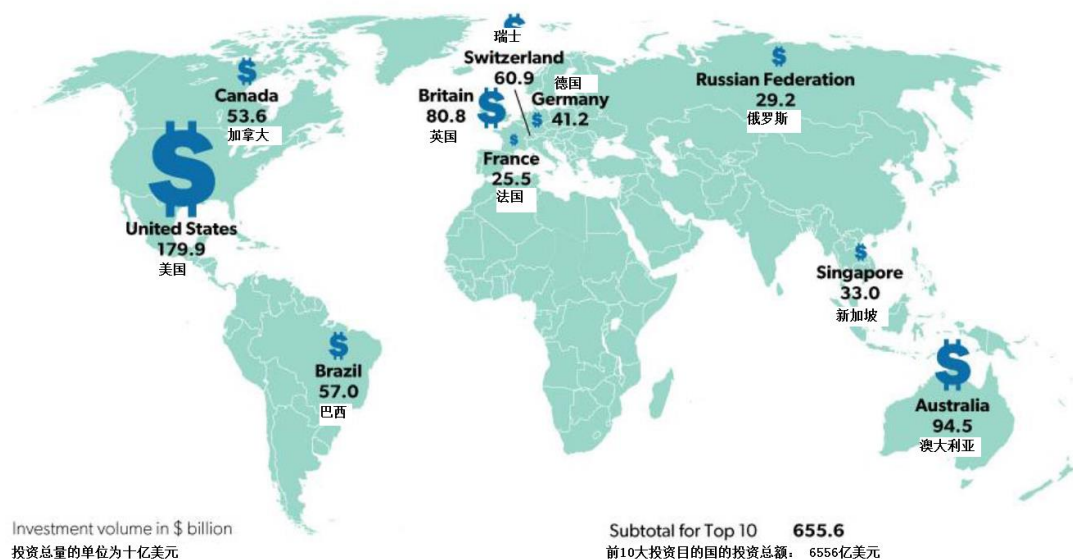 瑞士
Switzerland
60.9
Canada
53.6
加拿大
Britain
80.8
英国
德国
Germany
41.2
Russian Federation
29.2
俄罗斯
France
25.5
法国
United States
179.9
美国
Singapore
33.0
新加坡
Brazil
57.0
巴西
Australia
94.5
澳大利亚
Investment volume in $ billion
投资总量的单位为十亿美元
Subtotal for Top 10 655.6
前10大投资目的国的投资总额: 6556亿美元